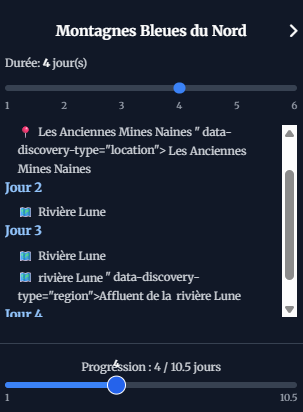 Montagnes Bleues du Nord
Durée: 4 jour(s)
1 2 3 4 5 6
Les Anciennes Mines Naines " data-
discovery-type="location"> Les Anciennes
Mines Naines
Jour 2
Rivière Lune
Jour 3
Rivière Lune
rivière Lune " data-discovery-
type="region">Affluent de la rivière Lune
Jour 4
Progression : 4 / 10.5 jours
4
1 10.5